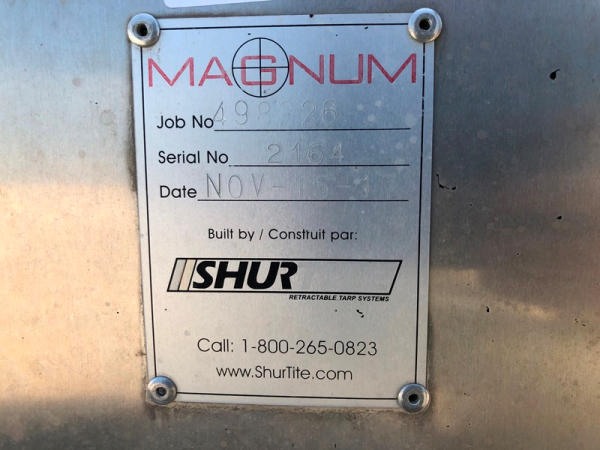 MAGNUM
Job No
Serial No 2164
Date
Built by / Construit par:
SHUR
RETRACTABLE TARP SYSTEMS
Call: 1-800-265-0823
www.ShurTite.com